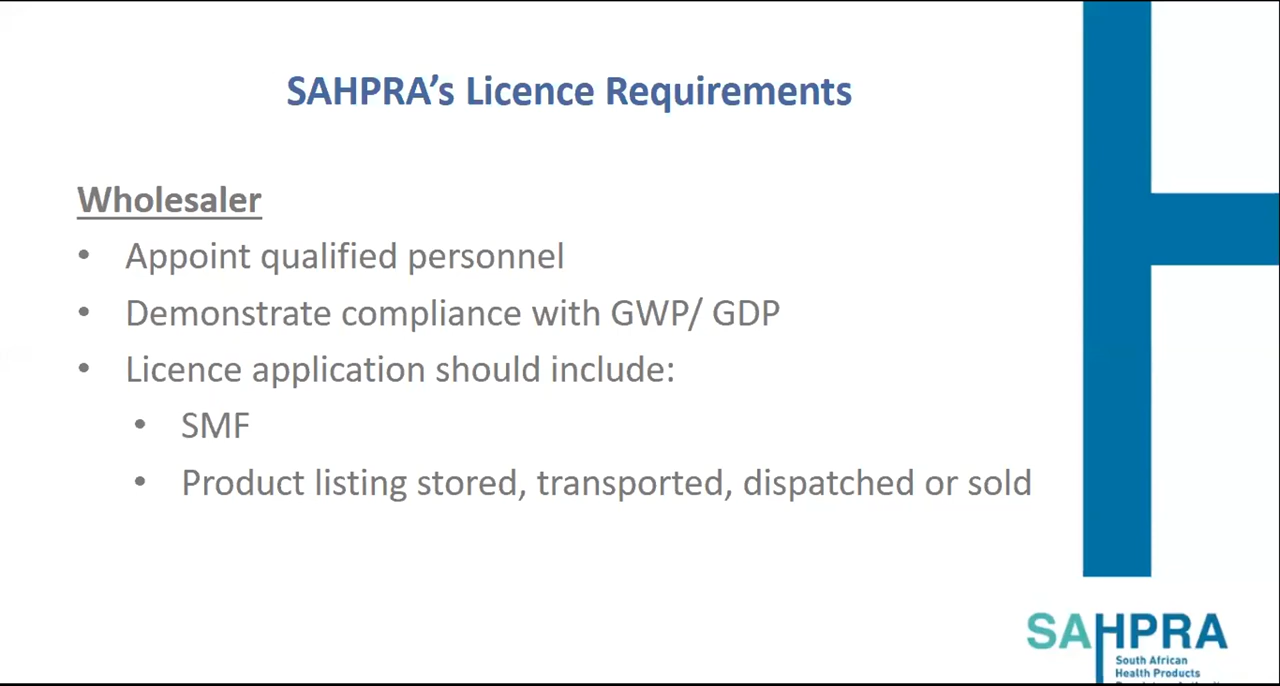 SAHPRA’s Licence Requirements
Wholesaler
• Appoint qualified personnel
• Demonstrate compliance with GWP/ GDP
• Licence application should include:
• SMF
• Product listing stored, transported, dispatched or sold
SAHPRA
South African
Health Products